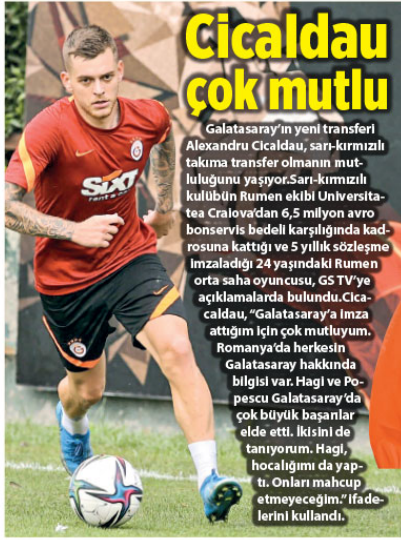 Cicaldau
çok mutlu
Galatasaray'ın yeni transferi
Alexandru Cicaldau, sarı-kırmızılı
takıma transfer olmanın mut-
luluğunu yaşıyor.Sarı-kırmızılı
kulübün Rumen ekibi Universita-
tea Craiova'dan 6,5 milyon avro
bonservis bedeli karşılığında kad-
rosuna kattığı ve 5 yıllık sözleşme
imzaladığı 24 yaşındaki Rumen
orta saha oyuncusu, GS TV'ye
açıklamalarda bulundu.Cica-
caldau, "Galatasaray'a imza
attığım için çok mutluyum.
Romanya'da herkesin
Galatasaray hakkında
bilgisi var. Hagi ve Po-
pescu Galatasaray'da
çok büyük başarılar
elde etti. İkisini de
tanıyorum. Hagi,
hocalığımı da yap-
tı. Onları mahcup
etmeyeceğim." ifade-
lerini kullandı.
SIXT
rent a car